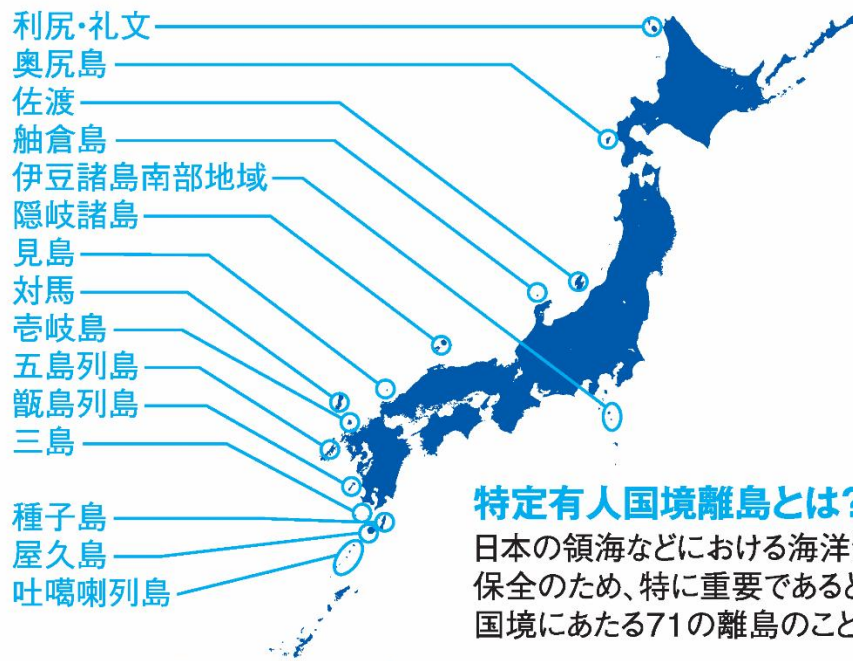 利尻・礼文
奥尻島
佐渡
舳倉島
伊豆諸島南部地域
隠岐諸島
見島
対馬
壱岐島
五島列島
甑島列島
三島
種子島
屋久島
吐噶喇列島
特定有人国境離島とは?
日本の領海などにおける海洋
保全のため、特に重要であると
国境にあたる71の離島のこと